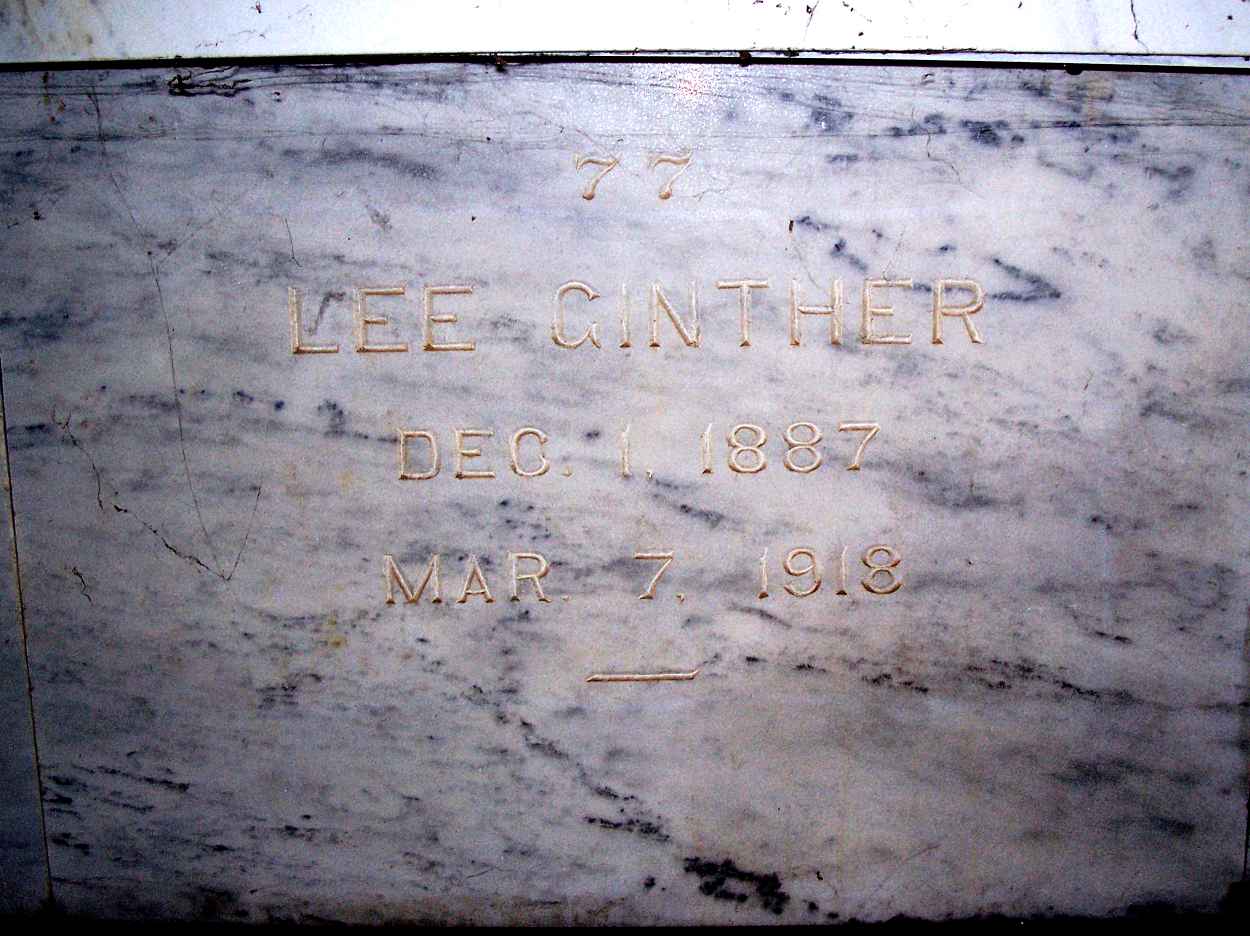 77
LEE GINTHER
DEC. 1, 1887
MAR. 7, 1918